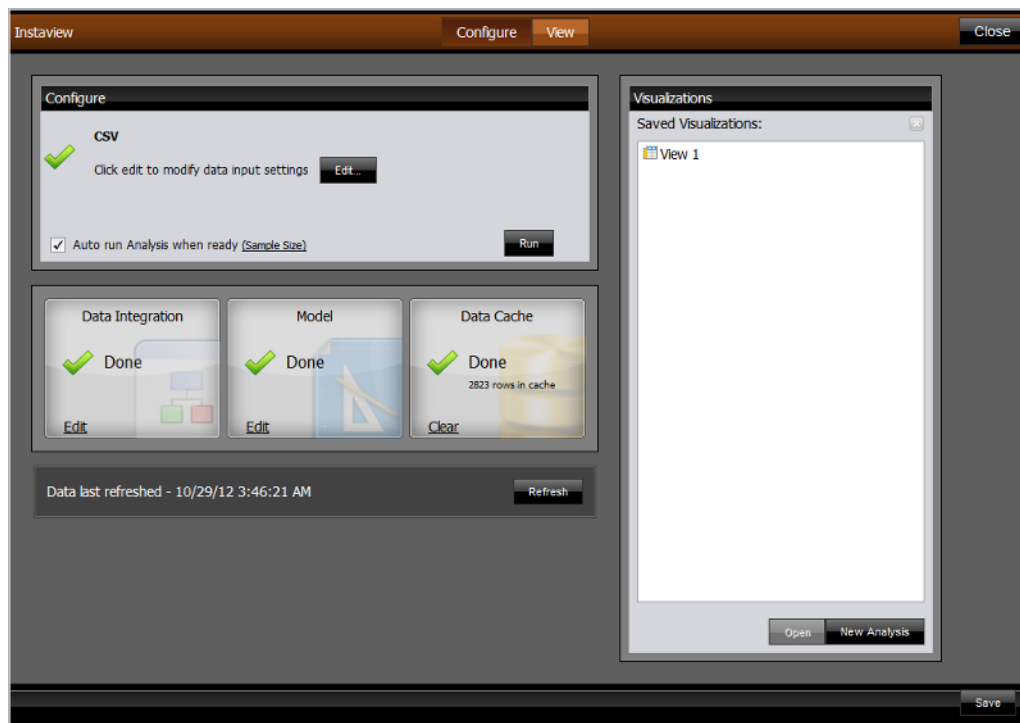 Instaview
Configure View
Close
Configure
CSV
Click edit to modify data input settings
Edit...
Auto run Analysis when ready (Sample Size)
Run
Data Integration
Done
Edit
Model
Done
Edit
Data Cache
Done
2823 rows in cache
Clear
Data last refreshed - 10/29/12 3:46:21 AM
Refresh
Visualizations
Saved Visualizations:
View 1
Open
New Analysis
Save